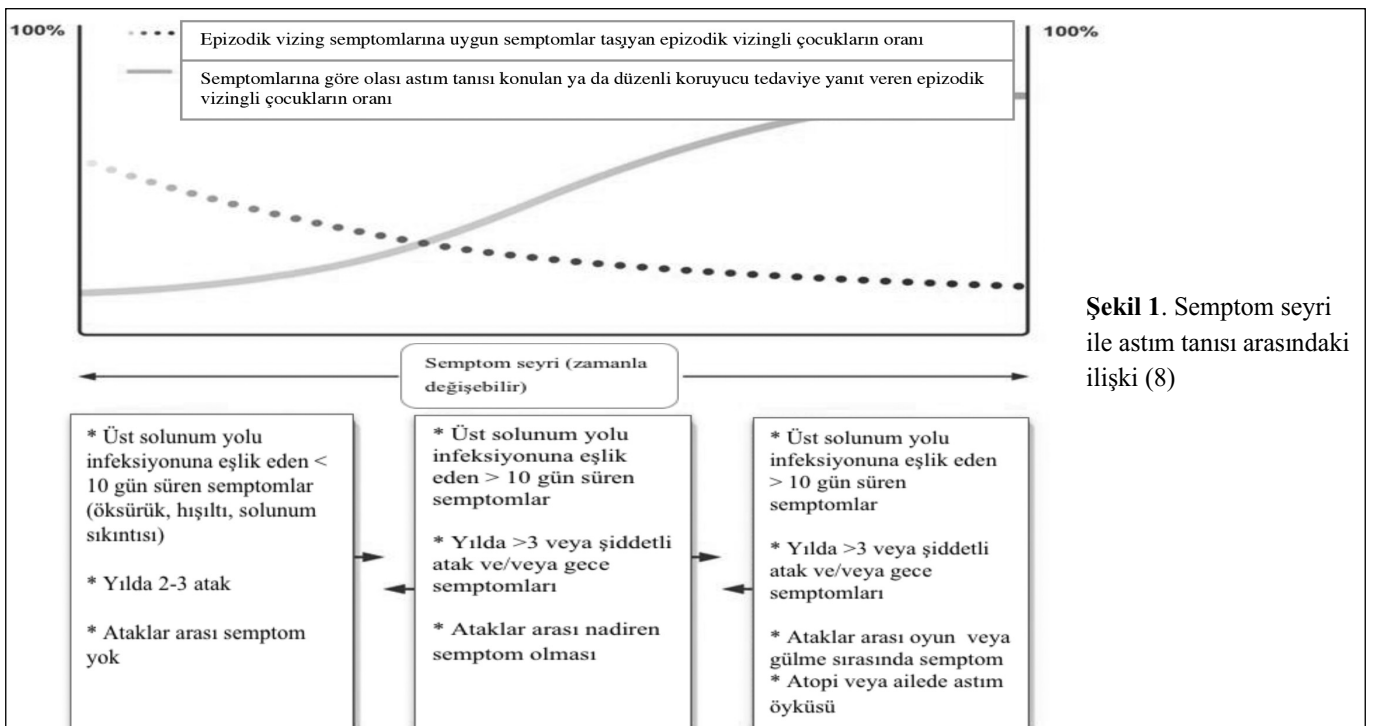 100%
100%
Epizodik vizing semptomlarına uygun semptomlar taşıyan epizodik vizingli çocukların oranı
Semptomlarına göre olası astım tanısı konulan ya da düzenli koruyucu tedaviye yanıt veren epizodik
vizingli çocukların oranı
Şekil 1. Semptom seyri
ile astım tanısı arasındaki
ilişki (8)
Semptom seyri (zamanla
değişebilir)
* Üst solunum yolu
infeksiyonuna eşlik eden <
10 gün süren semptomlar
(öksürük, hışıltı, solunum
sıkıntısı)
* Yılda 2-3 atak
* Ataklar arası semptom
yok
* Üst solunum yolu
infeksiyonuna eşlik
eden > 10 gün süren
semptomlar
* Yılda >3 veya şiddetli
atak ve/veya gece
semptomları
* Ataklar arası nadiren
semptom olması
* Üst solunum yolu
infeksiyonuna eşlik eden
> 10 gün süren
semptomlar
* Yılda >3 veya şiddetli
atak ve/veya gece
semptomları
* Ataklar arası oyun veya
gülme sırasında semptom
* Atopi veya ailede astım
öyküsü